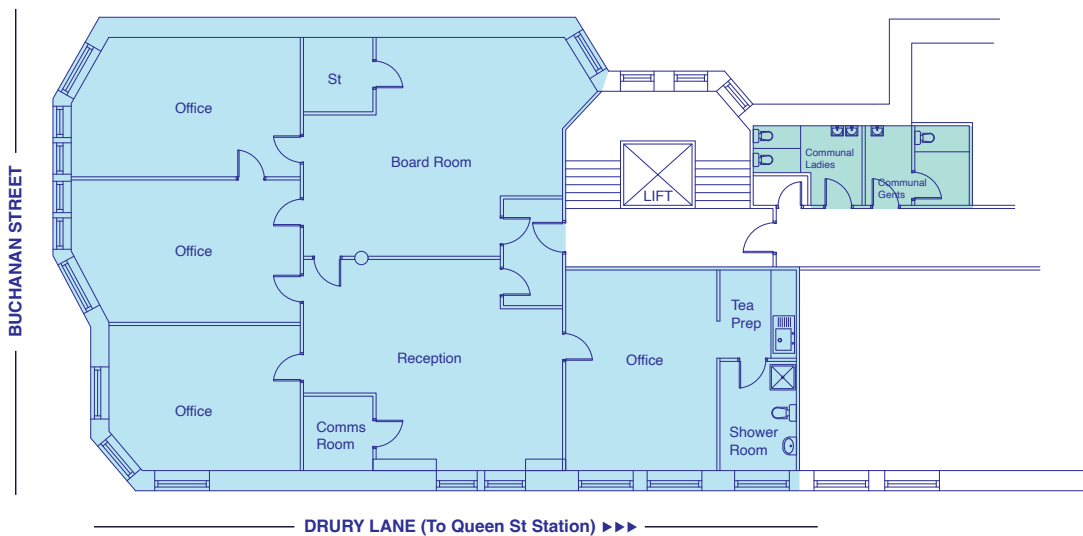 BUCHANAN STREET
Office
St
Board Room
LIFT
Communal
Ladies
Communal
Gents
Office
Office
Reception
Comms
Room
Office
Tea
Prep
Shower
Room
DRURY LANE (To Queen St Station) ►►►